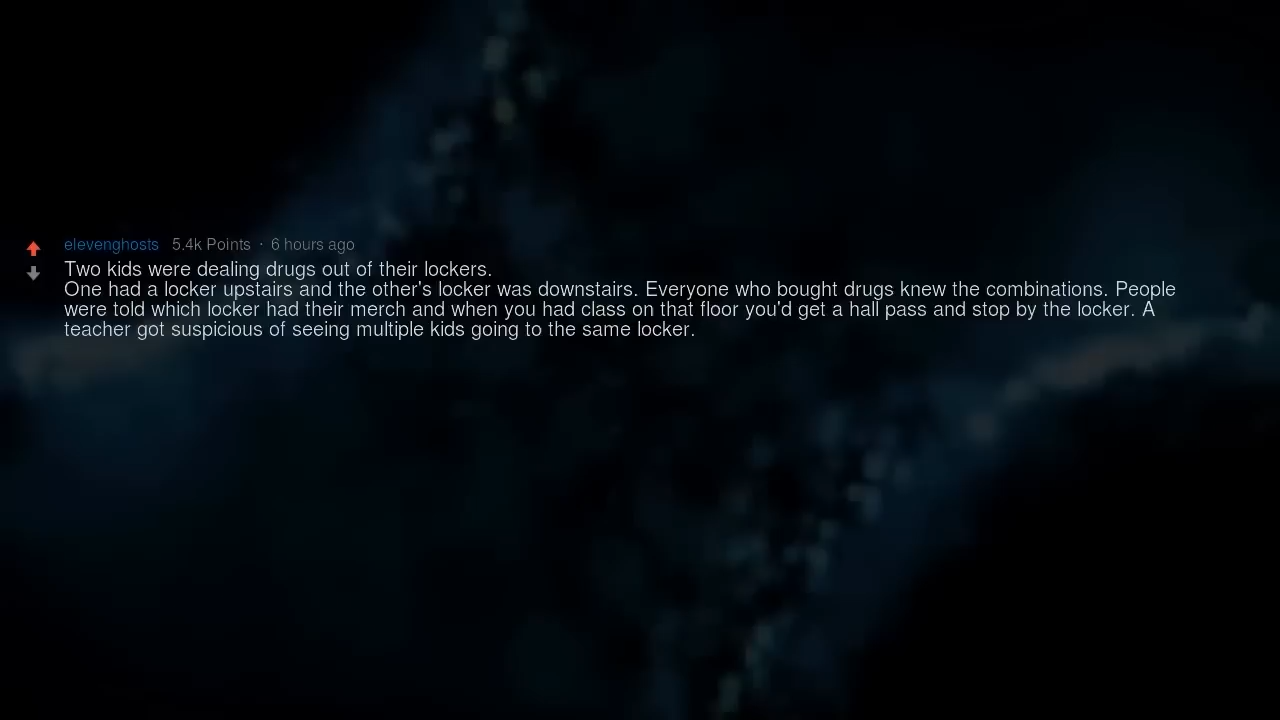 elevenghosts 5.4k Points · 6 hours ago
Two kids were dealing drugs out of their lockers.
One had a locker upstairs and the other's locker was downstairs. Everyone who bought drugs knew the combinations. People
were told which locker had their merch and when you had class on that floor you'd get a hall pass and stop by the locker. A
teacher got suspicious of seeing multiple kids going to the same locker.